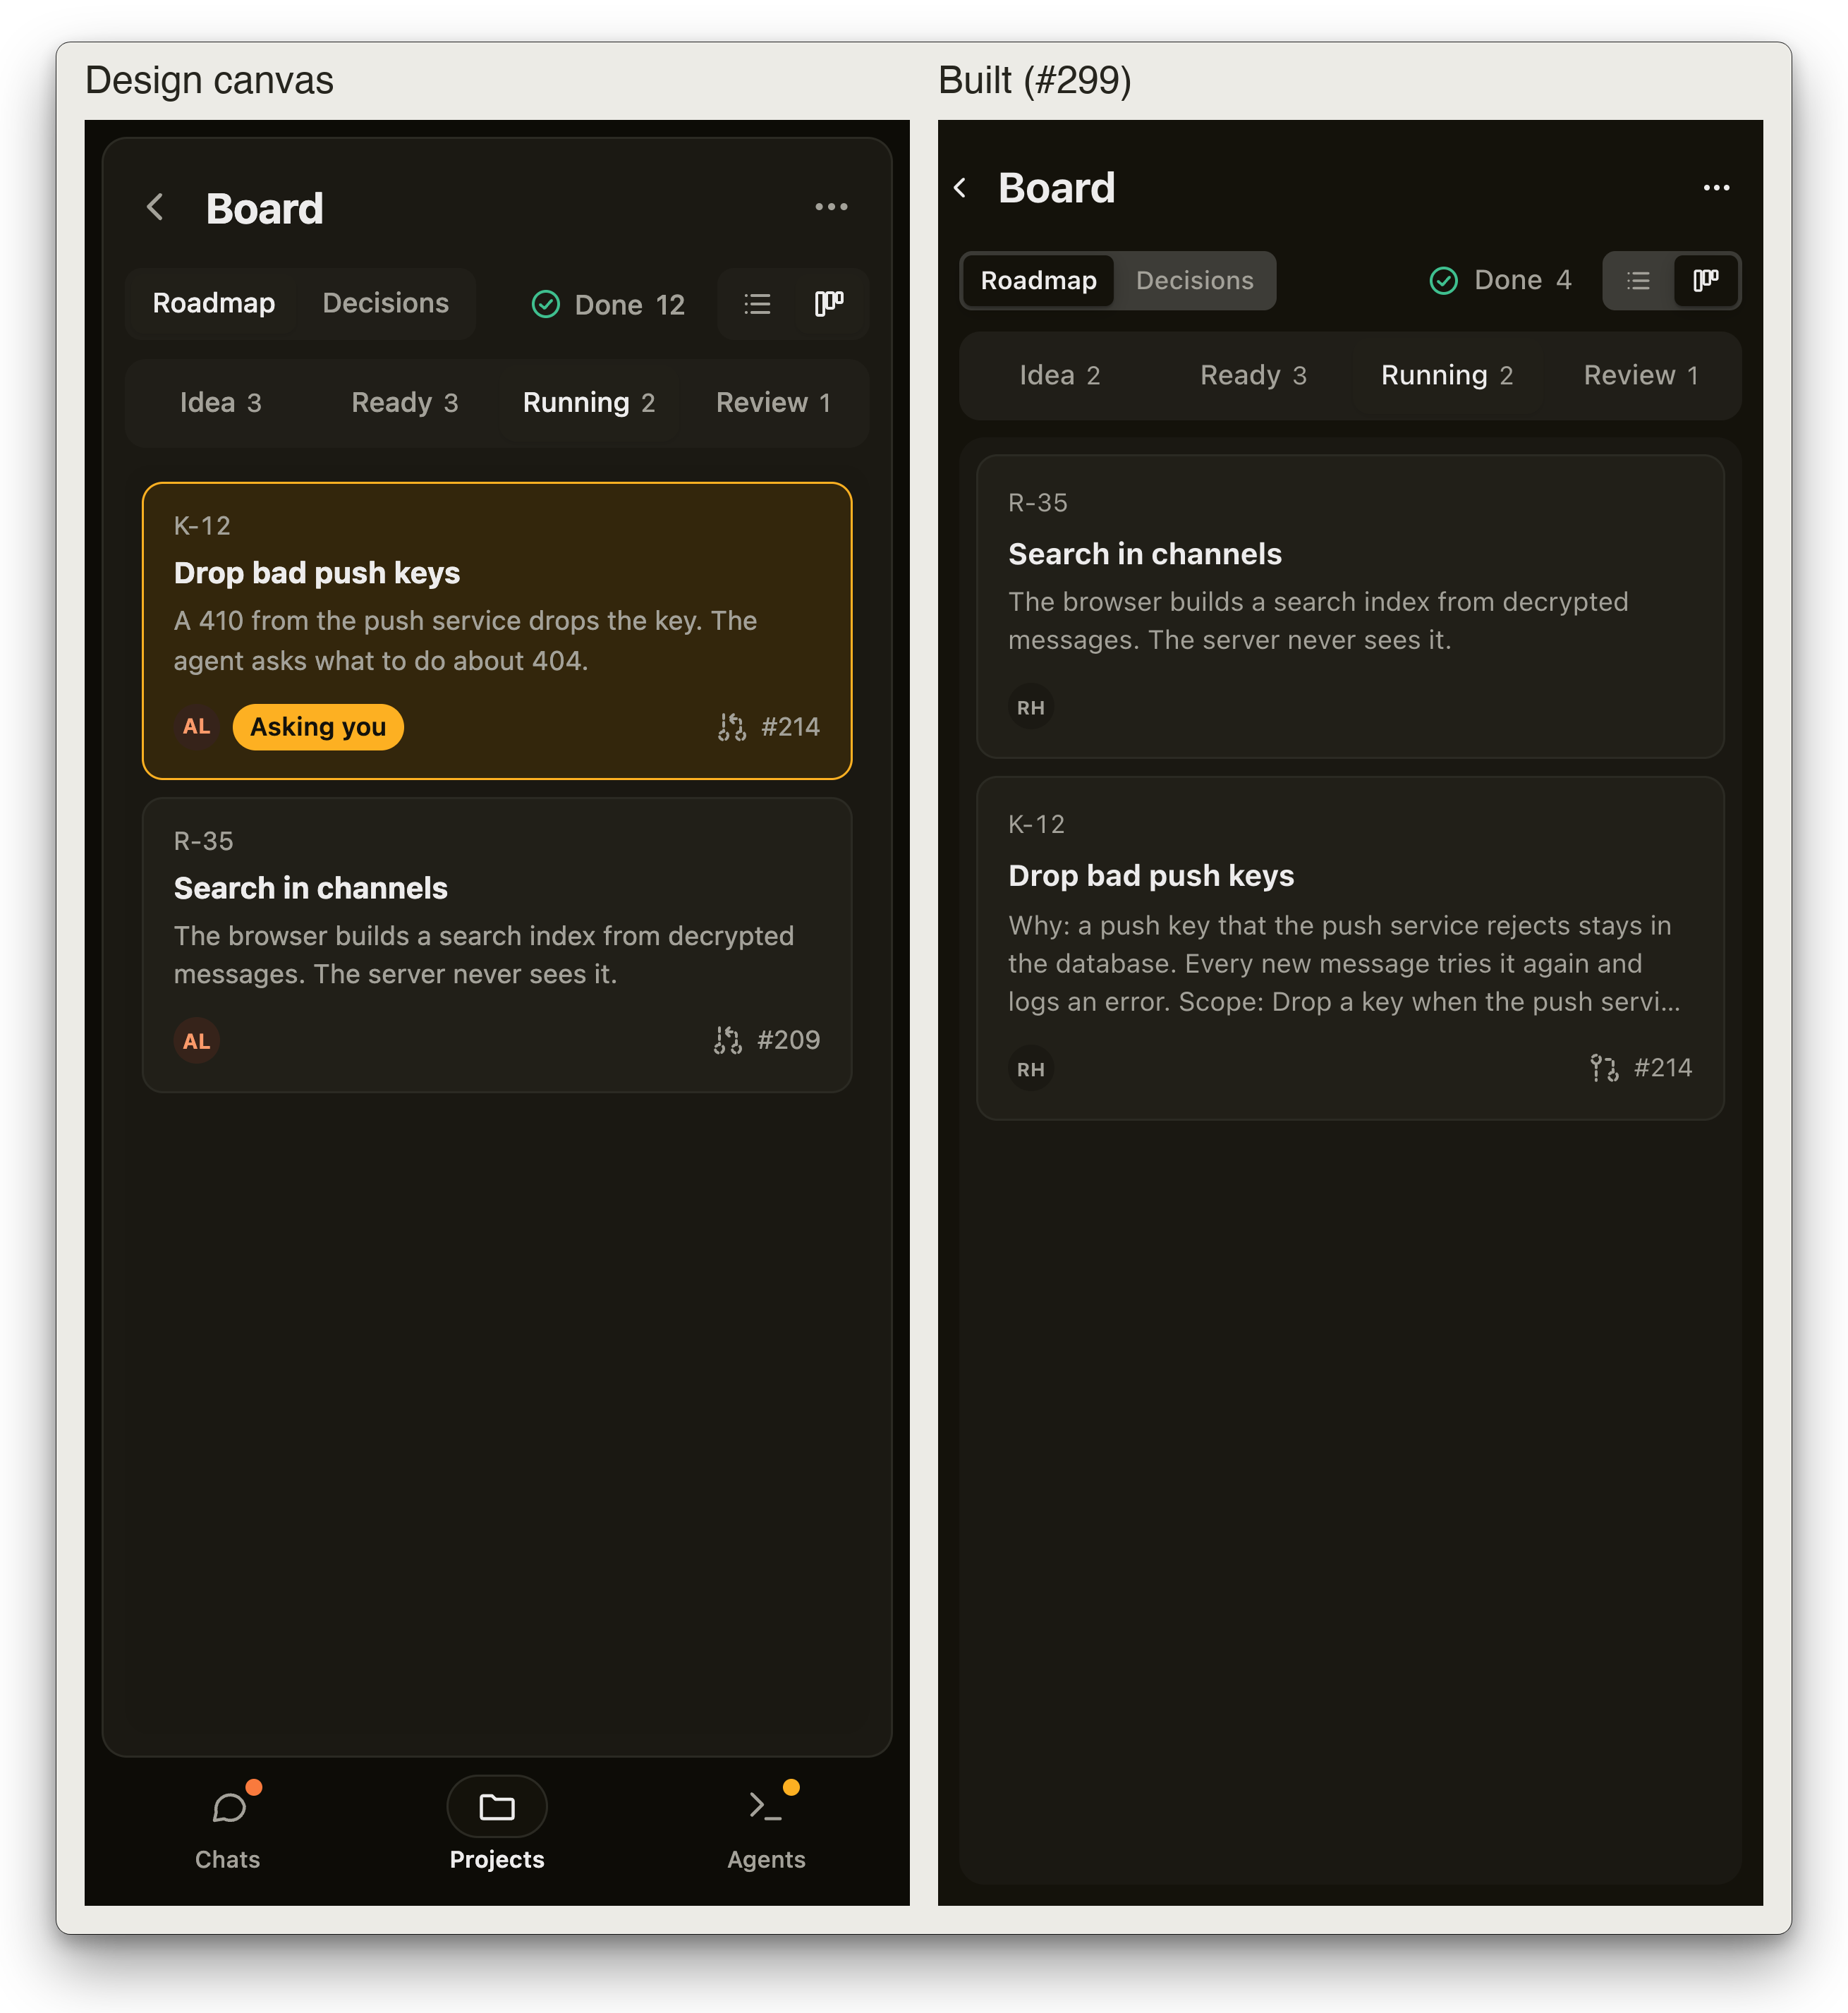 Design canvas
Board
Roadmap Decisions Done 12
Idea 3 Ready 3 Running 2 Review 1
K-12
Drop bad push keys
A 410 from the push service drops the key. The
agent asks what to do about 404.
AL Asking you #214
R-35
Search in channels
The browser builds a search index from decrypted
messages. The server never sees it.
AL #209
Chats Projects Agents
Built (#299)
Board
Roadmap Decisions Done 4
Idea 2 Ready 3 Running 2 Review 1
R-35
Search in channels
The browser builds a search index from decrypted
messages. The server never sees it.
RH
K-12
Drop bad push keys
Why: a push key that the push service rejects stays in
the database. Every new message tries it again and
logs an error. Scope: Drop a key when the push servi...
RH #214